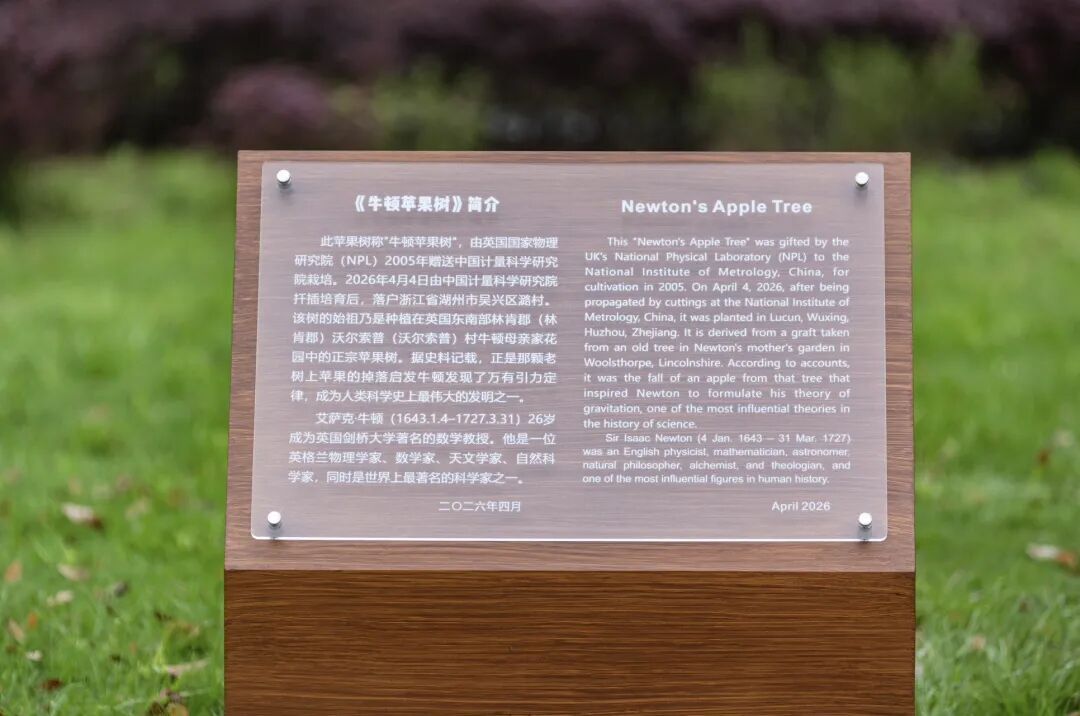 《牛顿苹果树》简介
此苹果树称"牛顿苹果树"，由英国国家物理
研究院（NPL）2005年赠送中国计量科学研究
院栽培。2026年4月4日由中国计量科学研究院
扦插培育后，落户浙江省湖州市吴兴区潞村。
该树的始祖乃是种植在英国东南部林肯郡（林
肯郡）沃尔索普（沃尔索普）村牛顿母亲家花
园中的正宗苹果树。据史料记载，正是那颗老
树上苹果的掉落启发牛顿发现了万有引力定
律，成为人类科学史上最伟大的发明之一。
艾萨克·牛顿（1643.1.4–1727.3.31）26岁
成为英国剑桥大学著名的数学教授。他是一位
英格兰物理学家、数学家、天文学家、自然科
学家，同时是世界上最著名的科学家之一。
二〇二六年四月
Newton's Apple Tree
This "Newton's Apple Tree" was gifted by the
UK's National Physical Laboratory (NPL) to the
National Institute of Metrology, China, for
cultivation in 2005. On April 4, 2026, after being
propagated by cuttings at the National Institute of
Metrology, China, it was planted in Lucun, Wuxing,
Huzhou, Zhejiang. It is derived from a graft taken
from an old tree in Newton's mother's garden in
Woolsthorpe, Lincolnshire. According to accounts,
it was the fall of an apple from that tree that
inspired Newton to formulate his theory of
gravitation, one of the most influential theories in
the history of science.
Sir Isaac Newton (4 Jan. 1643 — 31 Mar. 1727)
was an English physicist, mathematician, astronomer,
natural philosopher, alchemist, and theologian, and
one of the most influential figures in human history.
April 2026